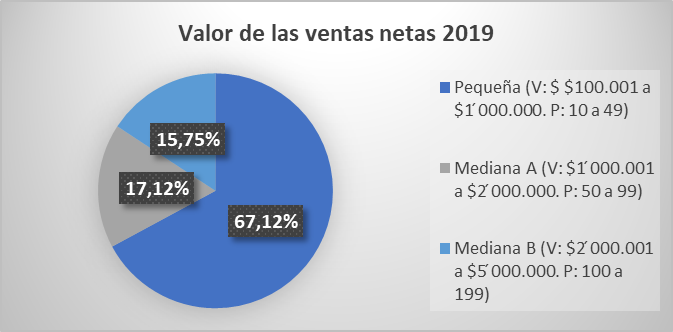 Valor de las ventas netas 2019
15,75%
17,12%
67,12%
Pequeña (V: $ $100.001 a
$1´000.000. P: 10 a 49)
Mediana A (V: $1´000.001
a $2´000.000. P: 50 a 99)
Mediana B (V: $2´000.001
a $5´000.000. P: 100 a
199)